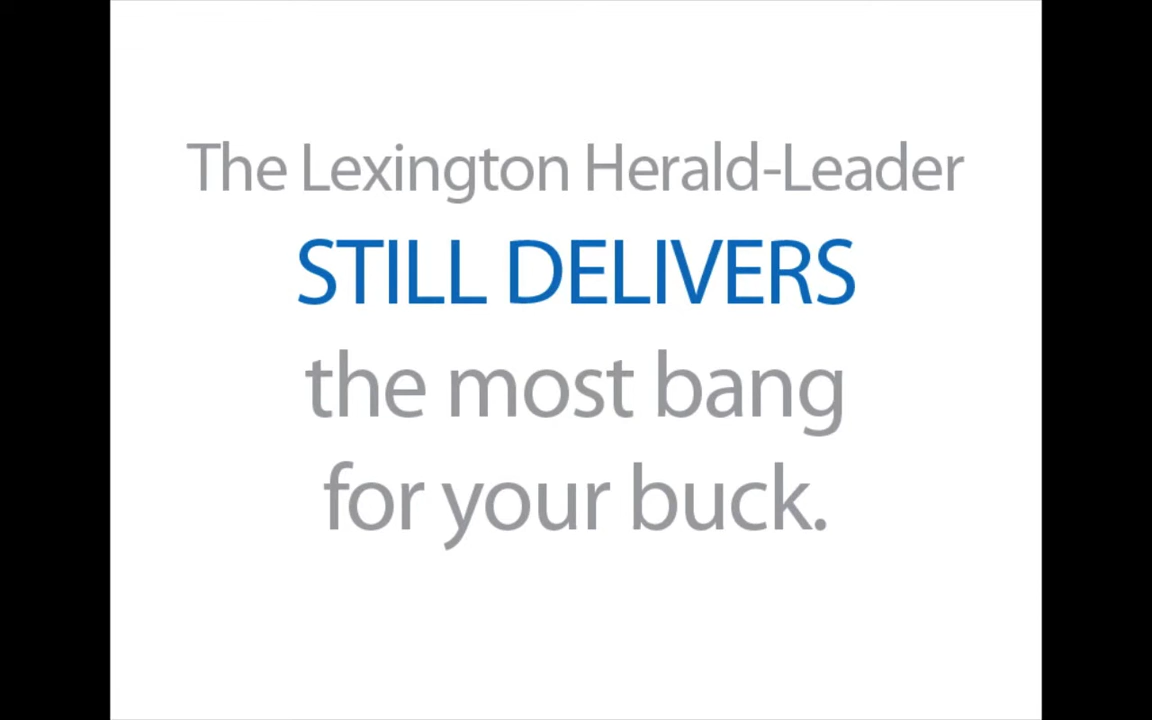 The Lexington Herald-Leader
STILL DELIVERS
the most bang
for your buck.